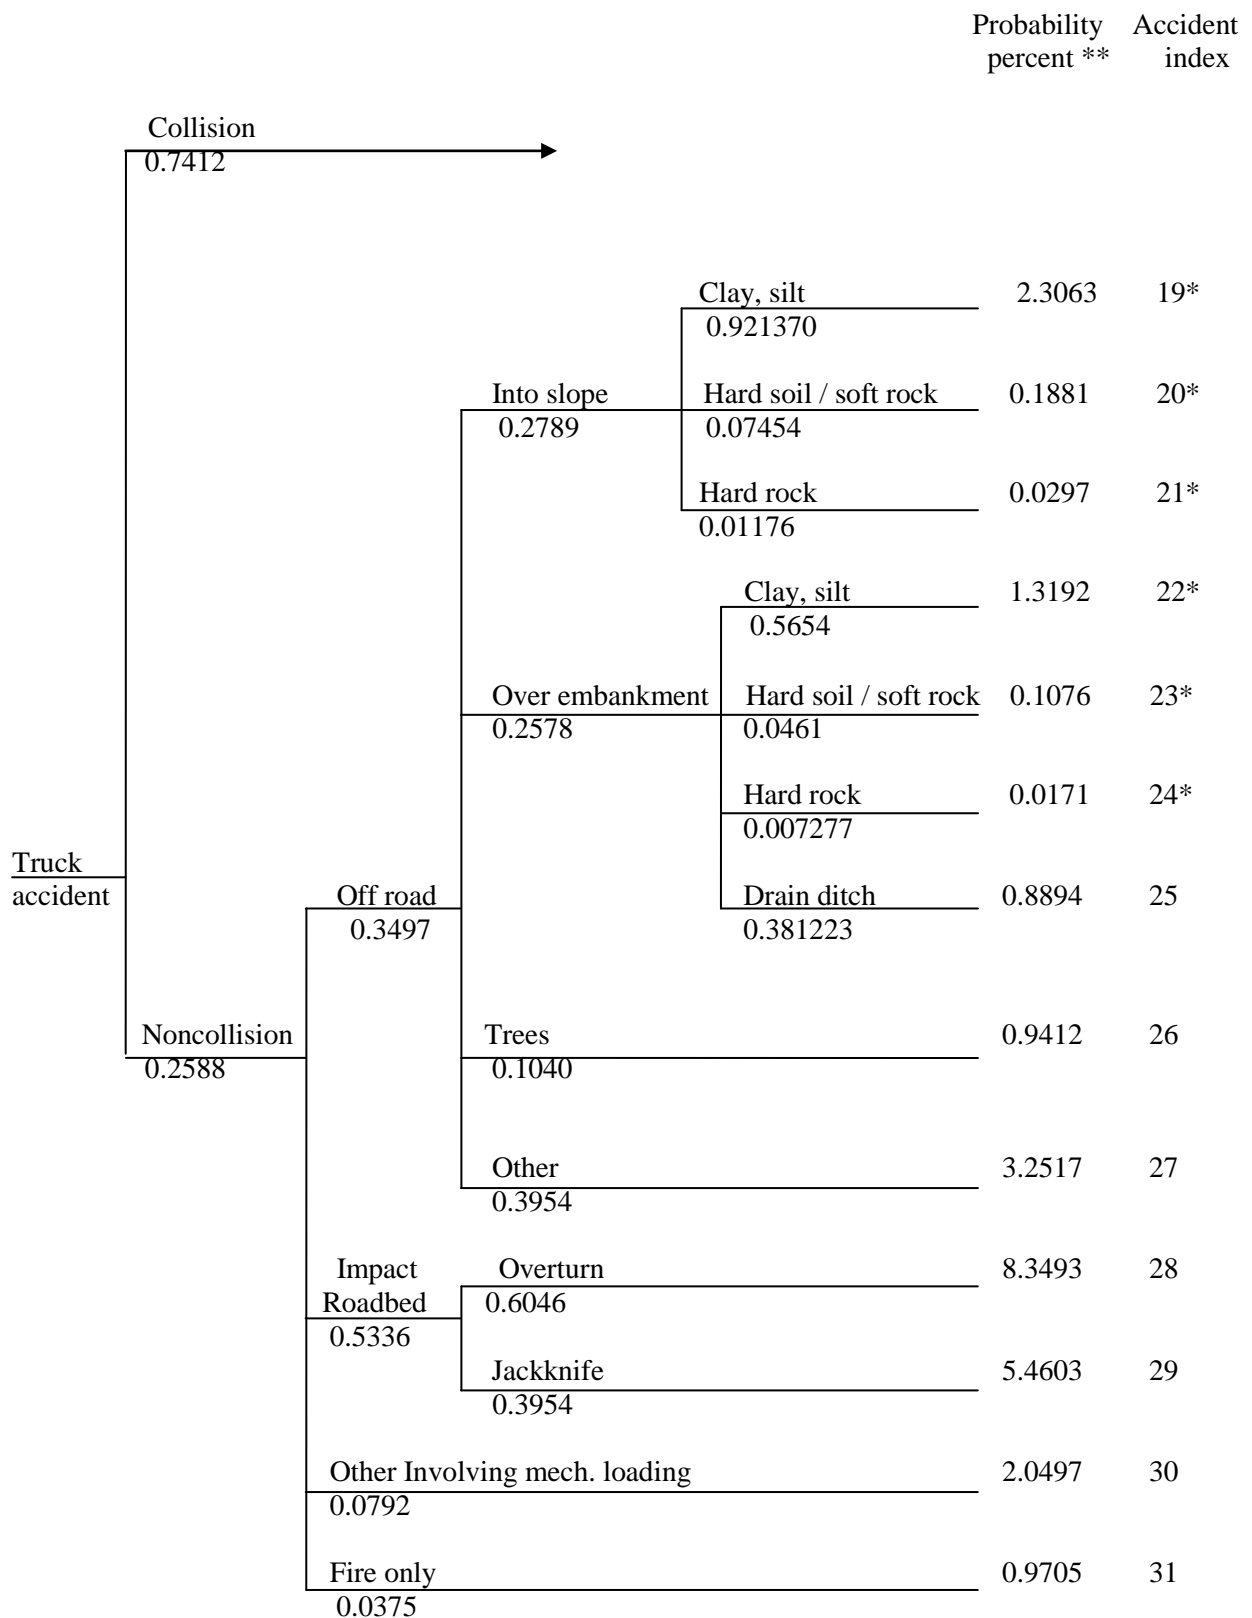 Probability Accident
percent ** index
Collision
0.7412
Clay, silt 2.3063 19*
0.921370
Into slope Hard soil / soft rock 0.1881 20*
0.2789 0.07454
Hard rock 0.0297 21*
0.01176
Clay, silt 1.3192 22*
0.5654
Over embankment Hard soil / soft rock 0.1076 23*
0.2578 0.0461
Hard rock 0.0171 24*
0.007277
Truck
accident Off road Drain ditch 0.8894 25
0.3497 0.381223
Noncollision Trees 0.9412 26
0.2588 0.1040
Other 3.2517 27
0.3954
Impact Overturn 8.3493 28
Roadbed 0.6046
0.5336
Jackknife 5.4603 29
0.3954
Other Involving mech. loading 2.0497 30
0.0792
Fire only 0.9705 31
0.0375